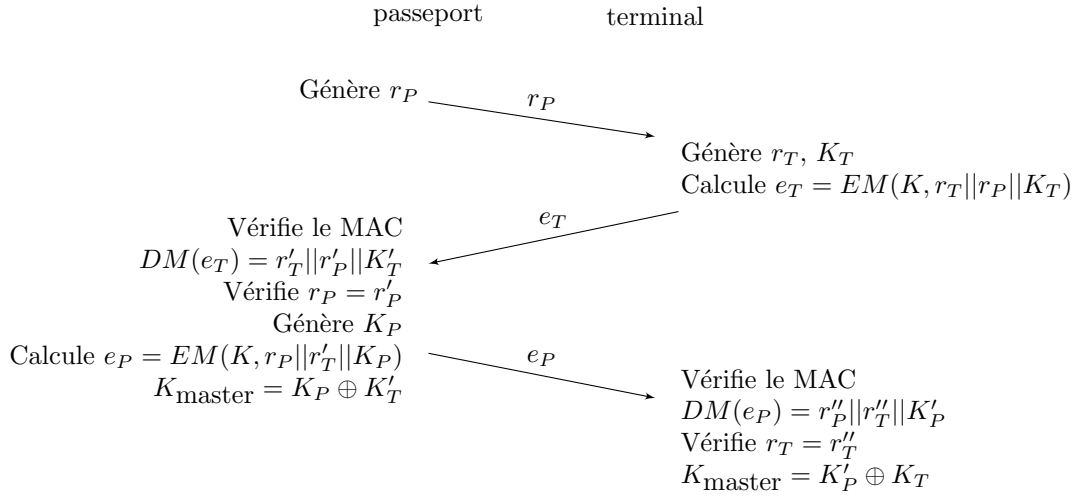 passeport terminal
Génère r_P
r_P
Génère r_T, K_T
Calcule e_T = EM(K, r_T||r_P||K_T)
e_T
Vérifie le MAC
DM(e_T) = r'_T||r'_P||K'_T
Vérifie r_P = r'_P
Génère K_P
Calcule e_P = EM(K, r_P||r'_T||K_P)
K_master = K_P ⊕ K'_T
e_P
Vérifie le MAC
DM(e_P) = r''_P||r''_T||K'_P
Vérifie r_T = r''_T
K_master = K'_P ⊕ K_T